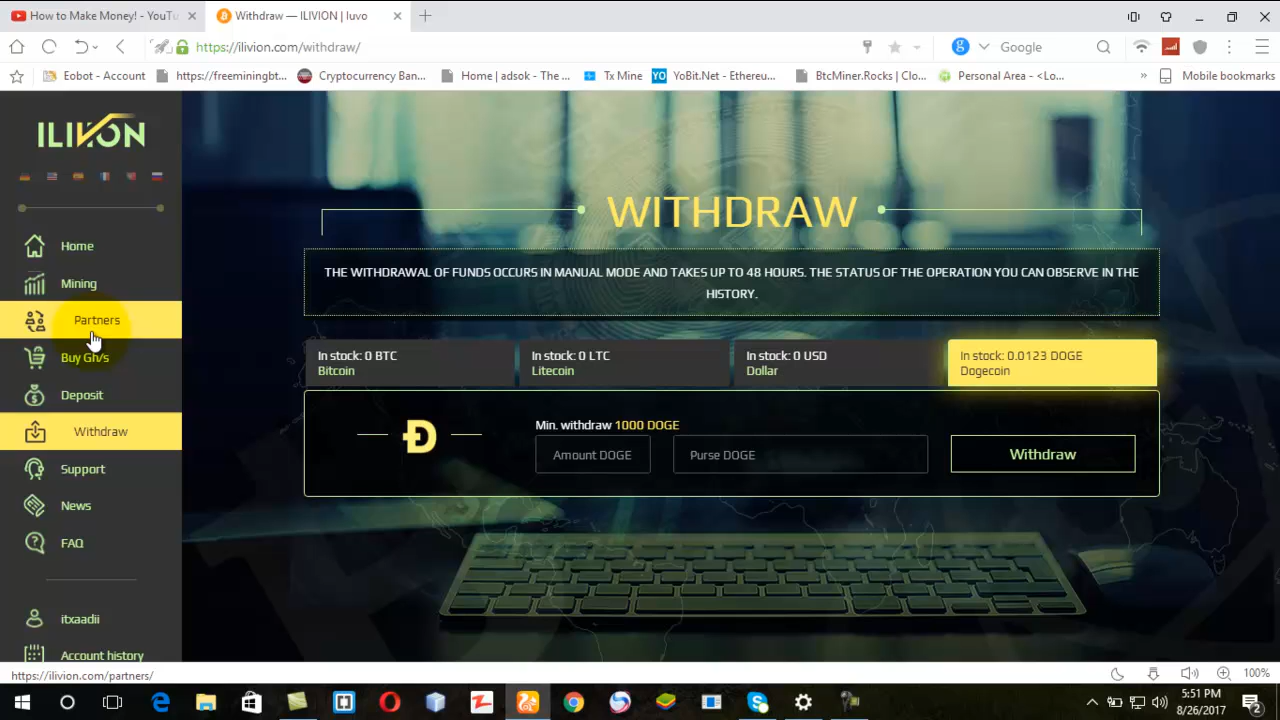 How to Make Money! - YouTu
Withdraw — ILIVION | luvo
https://ilivion.com/withdraw/
Google
Eobot - Account
https://freeminingbt...
Cryptocurrency Ban...
Home | adsok - The ...
Tx Mine
YO
YoBit.Net - Ethereu...
BtcMiner.Rocks | Clo...
Personal Area - <Lo...
»
Mobile bookmarks
ILIVION
Home
Mining
Partners
Buy Gh/s
Deposit
Withdraw
Support
News
FAQ
itxaadii
Account history
WITHDRAW
THE WITHDRAWAL OF FUNDS OCCURS IN MANUAL MODE AND TAKES UP TO 48 HOURS. THE STATUS OF THE OPERATION YOU CAN OBSERVE IN THE
HISTORY.
In stock: 0 BTC
Bitcoin
In stock: 0 LTC
Litecoin
In stock: 0 USD
Dollar
In stock: 0.0123 DOGE
Dogecoin
Min. withdraw 1000 DOGE
Amount DOGE
Purse DOGE
Withdraw
https://ilivion.com/partners/
100%
5:51 PM
8/26/2017
2